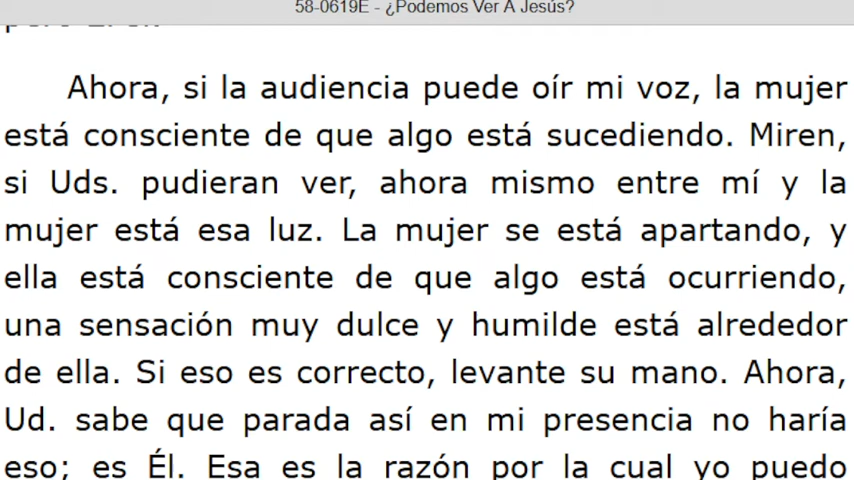 58-0619E - ¿Podemos Ver A Jesús?
Ahora, si la audiencia puede oír mi voz, la mujer
está consciente de que algo está sucediendo. Miren,
si Uds. pudieran ver, ahora mismo entre mí y la
mujer está esa luz. La mujer se está apartando, y
ella está consciente de que algo está ocurriendo,
una sensación muy dulce y humilde está alrededor
de ella. Si eso es correcto, levante su mano. Ahora,
Ud. sabe que parada así en mi presencia no haría
eso; es Él. Esa es la razón por la cual yo puedo